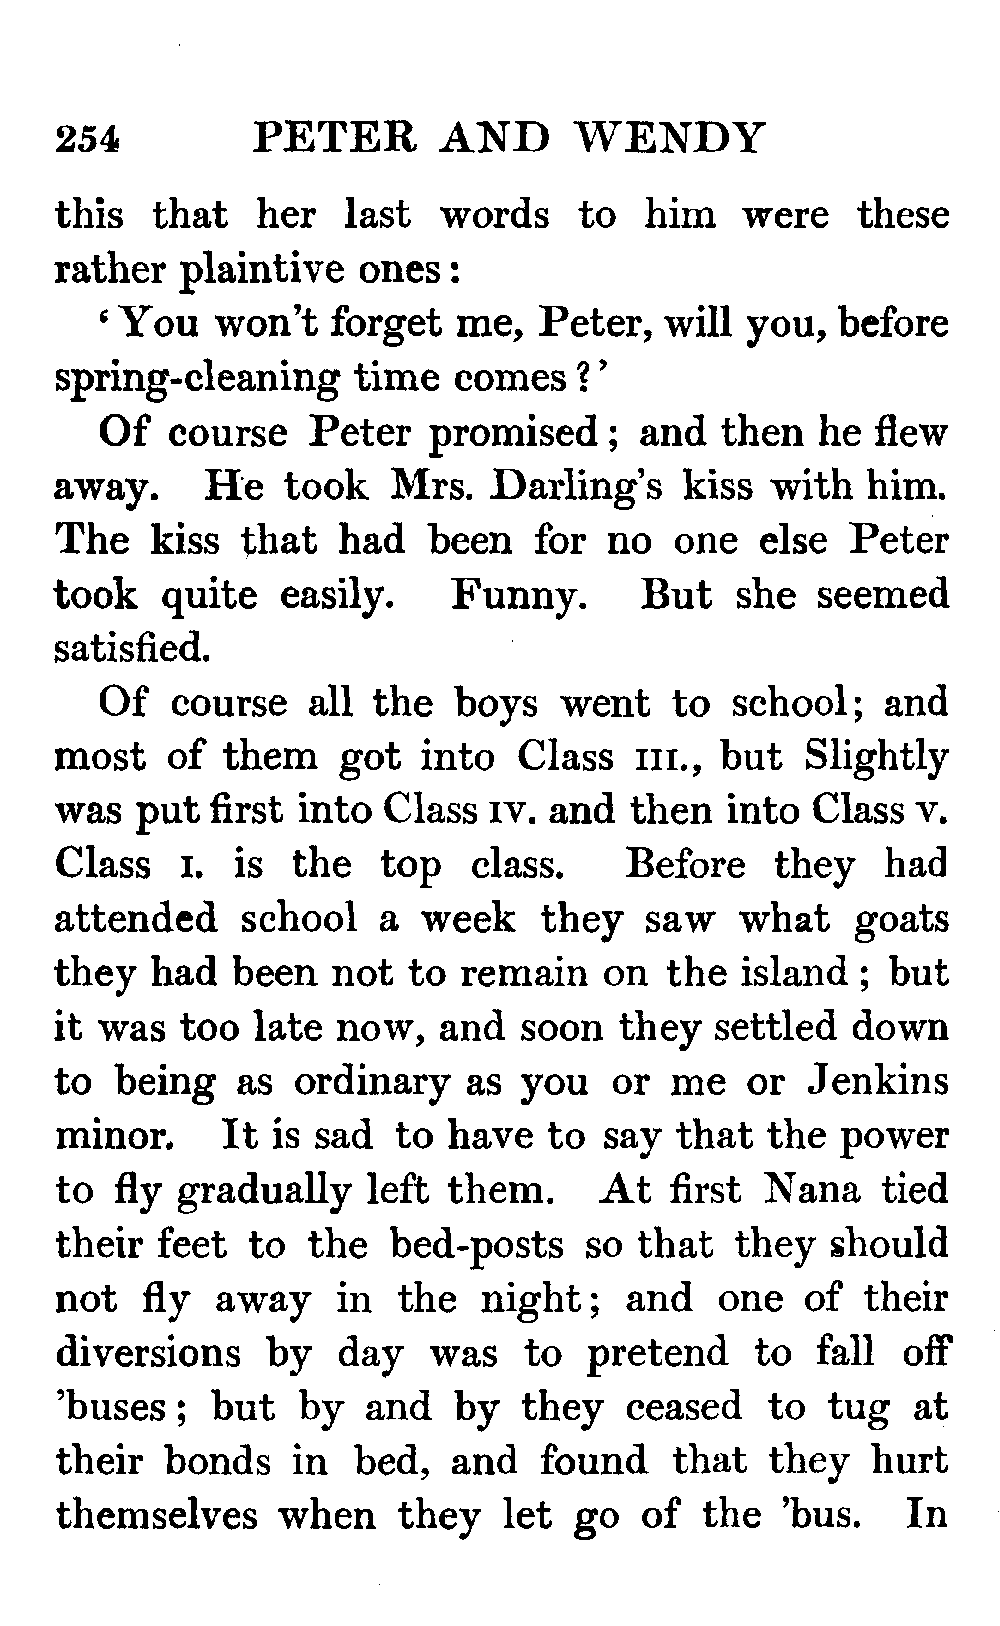 254 PETER AND WENDY
this that her last words to him were these
rather plaintive ones:
‘You won't forget me, Peter, will you, before
spring-cleaning time comes?’
Of course Peter promised; and then he flew
away. He took Mrs. Darling's kiss with him.
The kiss that had been for no one else Peter
took quite easily. Funny. But she seemed
satisfied.
Of course all the boys went to school; and
most of them got into Class III., but Slightly
was put first into Class IV. and then into Class V.
Class I. is the top class. Before they had
attended school a week they saw what goats
they had been not to remain on the island; but
it was too late now, and soon they settled down
to being as ordinary as you or me or Jenkins
minor. It is sad to have to say that the power
to fly gradually left them. At first Nana tied
their feet to the bed-posts so that they should
not fly away in the night; and one of their
diversions by day was to pretend to fall off
'buses; but by and by they ceased to tug at
their bonds in bed, and found that they hurt
themselves when they let go of the 'bus. In